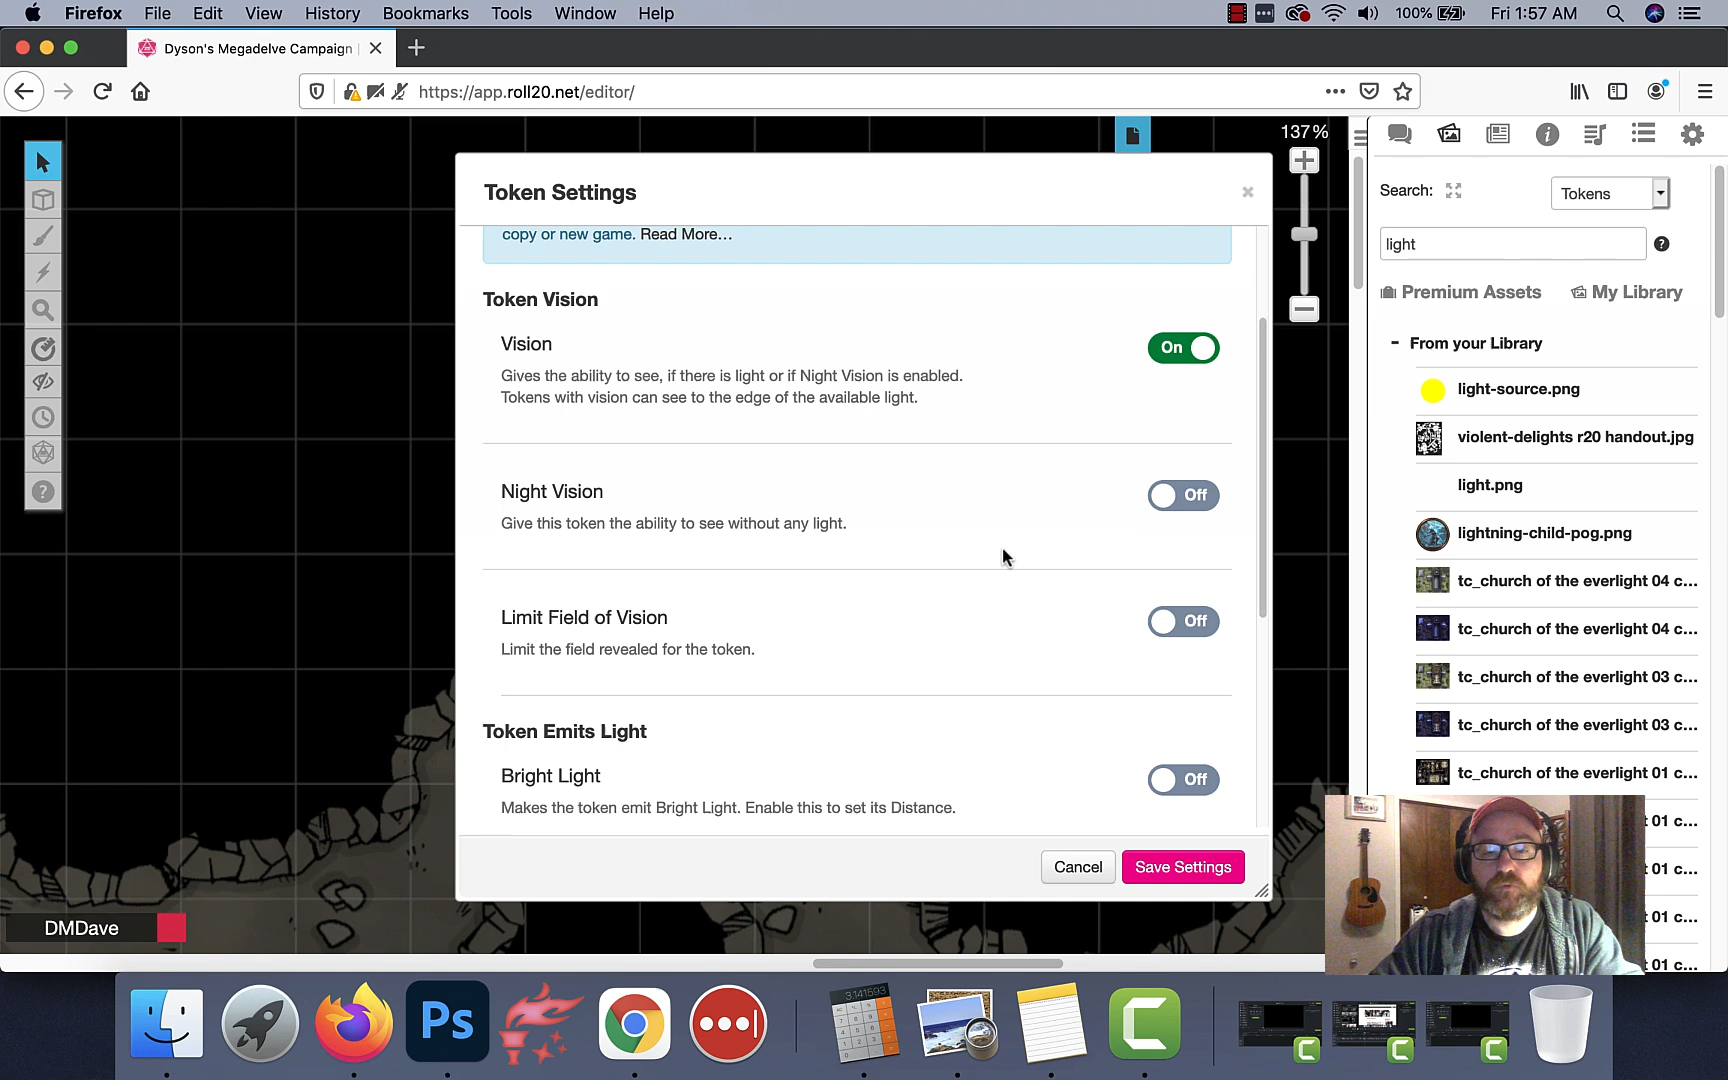 Firefox File Edit View History Bookmarks Tools Window Help 100% Fri 1:57 AM
Dyson's Megadelve Campaign |
https://app.roll20.net/editor/
137%
Token Settings
copy or new game. Read More...
Token Vision
Vision
On
Gives the ability to see, if there is light or if Night Vision is enabled.
Tokens with vision can see to the edge of the available light.
Night Vision
Off
Give this token the ability to see without any light.
Limit Field of Vision
Off
Limit the field revealed for the token.
Token Emits Light
Bright Light
Off
Makes the token emit Bright Light. Enable this to set its Distance.
Cancel Save Settings
Search: Tokens
light
Premium Assets My Library
- From your Library
light-source.png
violent-delights r20 handout.jpg
light.png
lightning-child-pog.png
tc_church of the everlight 04 c...
tc_church of the everlight 04 c...
tc_church of the everlight 03 c...
tc_church of the everlight 03 c...
tc_church of the everlight 01 c...
t 01 c...
t 01 c...
01 c...
t 01 c...
DMDave
Ps
3.141593